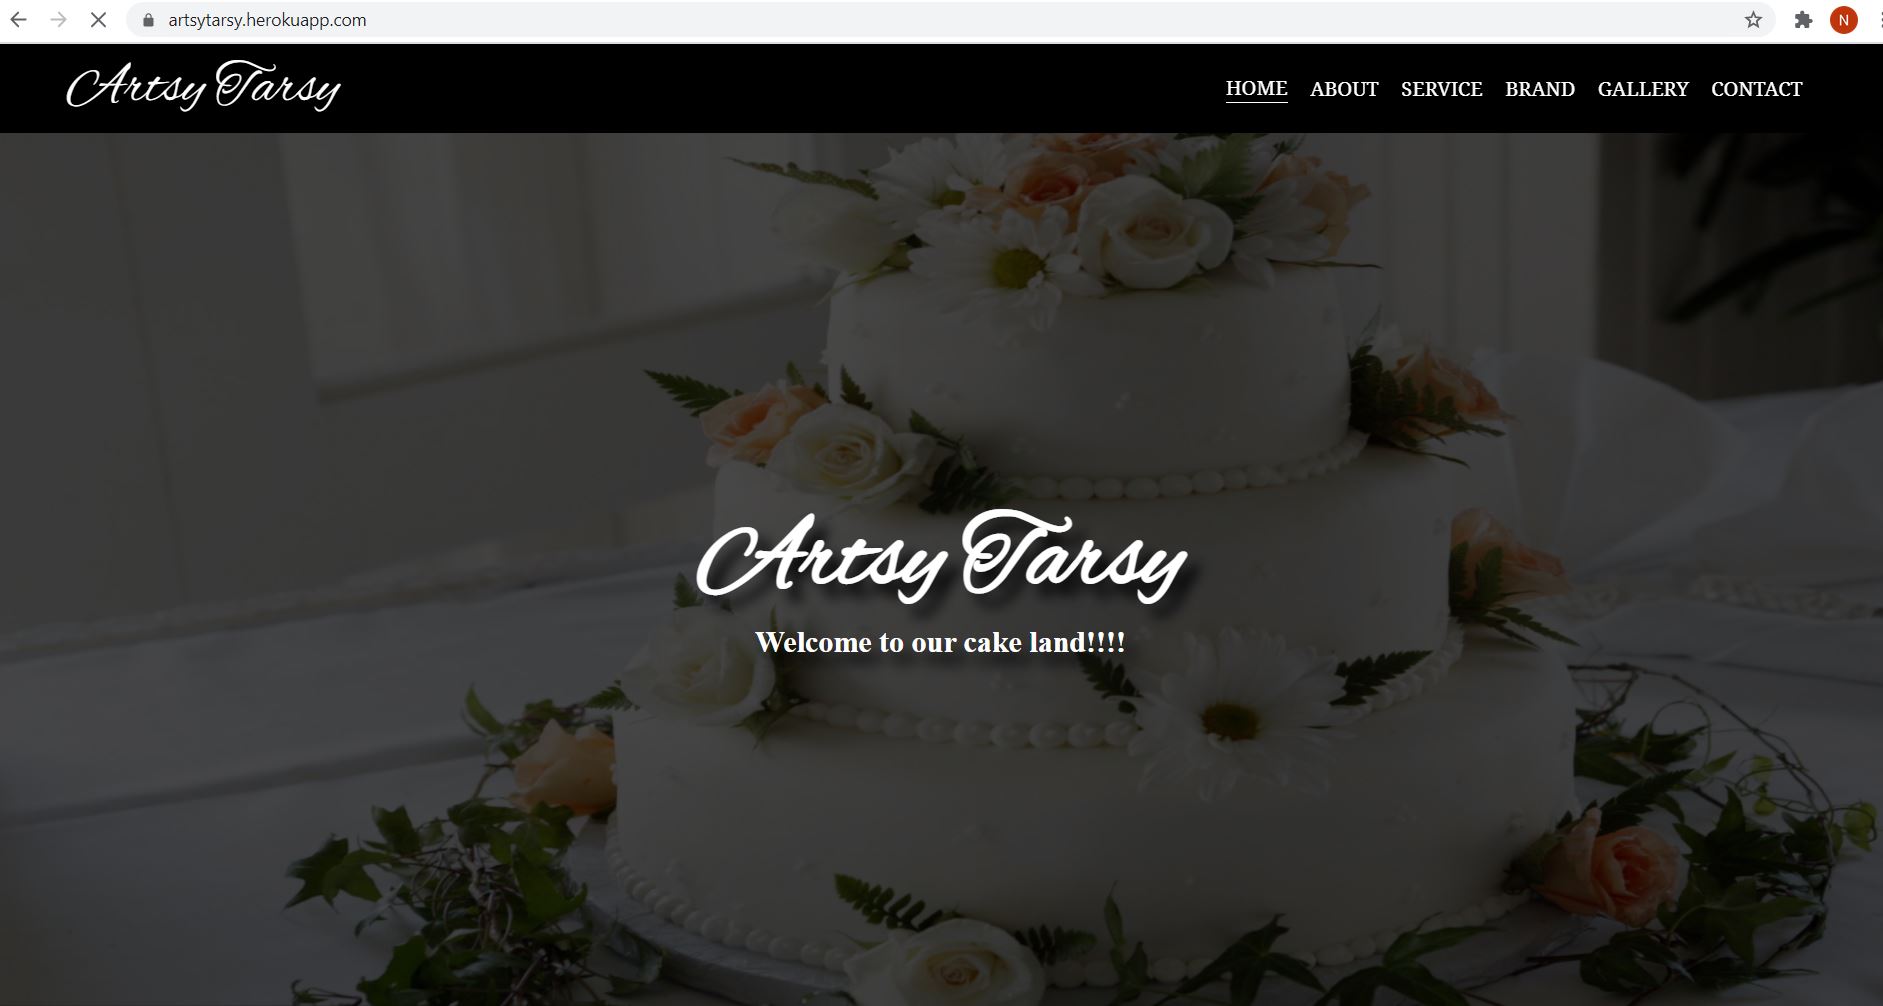 artsytarsy.herokuapp.com
N
Artsy Tarsy
HOME ABOUT SERVICE BRAND GALLERY CONTACT
Artsy Tarsy
Welcome to our cake land!!!!